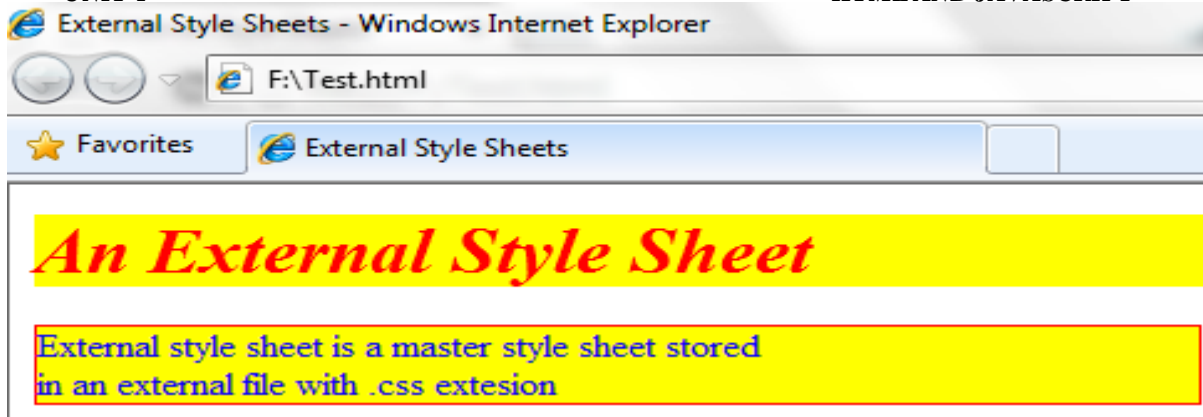 External Style Sheets - Windows Internet Explorer
F:\Test.html
Favorites
External Style Sheets
An External Style Sheet
External style sheet is a master style sheet stored
in an external file with .css extesion